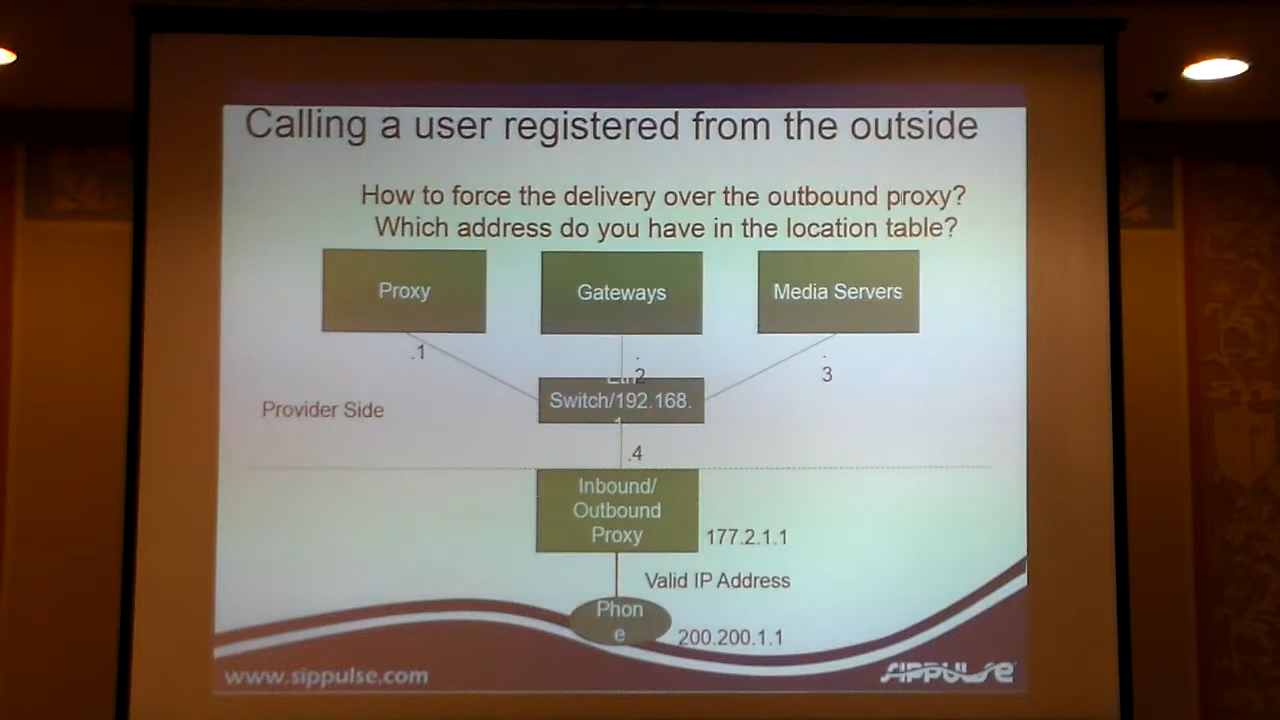 Calling a user registered from the outside
How to force the delivery over the outbound proxy?
Which address do you have in the location table?
Proxy
Gateways
Media Servers
.1
.
2
.
3
Switch/192.168.
Provider Side
.4
Inbound/
Outbound
Proxy
177.2.1.1
Valid IP Address
Phon
e
200.200.1.1
www.sippulse.com
SIPPULSE